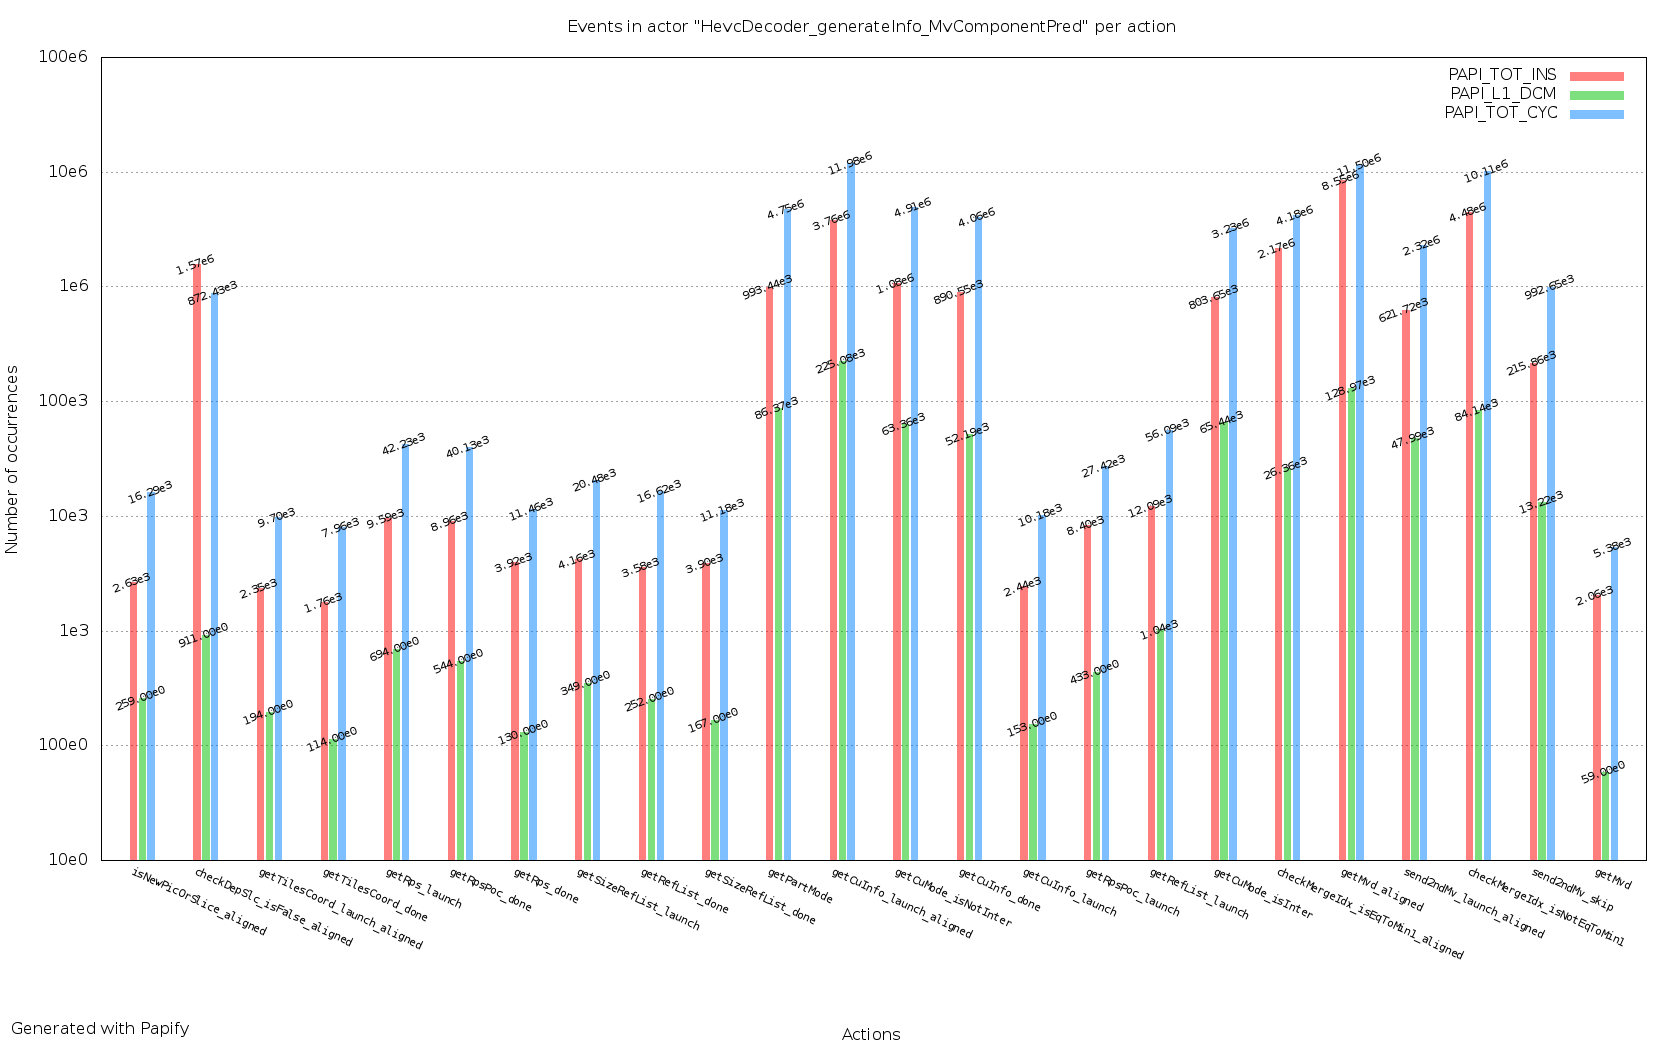 Events in actor "HevcDecoder_generateInfo_MvComponentPred" per action
100e6
10e6
1e6
100e3
10e3
1e3
100e0
10e0
Number of occurrences
PAPI_TOT_INS
PAPI_L1_DCM
PAPI_TOT_CYC
2.63e3
259.00e0
16.29e3
1.57e6
911.00e0
872.43e3
2.35e3
194.00e0
9.70e3
1.76e3
114.00e0
7.96e3
9.59e3
694.00e0
42.23e3
8.96e3
544.00e0
40.13e3
3.92e3
130.00e0
11.46e3
4.16e3
349.00e0
20.48e3
3.58e3
252.00e0
16.62e3
3.90e3
167.00e0
11.18e3
993.44e3
86.37e3
4.75e6
3.76e6
225.08e3
11.98e6
1.08e6
63.36e3
4.91e6
890.55e3
52.19e3
4.06e6
2.44e3
153.00e0
10.18e3
8.40e3
433.00e0
27.42e3
12.09e3
1.04e3
56.09e3
803.65e3
65.44e3
3.23e6
2.17e6
26.36e3
4.18e6
8.55e6
128.97e3
11.50e6
621.72e3
47.99e3
2.32e6
4.48e6
84.14e3
10.11e6
215.86e3
13.22e3
992.65e3
2.06e3
59.00e0
5.38e3
isNewPicOrSlice_aligned
checkDepSlc_isFalse_aligned
getTilesCoord_launch_aligned
getTilesCoord_done
getRps_launch
getRpsPoc_done
getRps_done
getSizeRefList_launch
getRefList_done
getSizeRefList_done
getPartMode
getCuInfo_launch_aligned
getCuMode_isNotInter
getCuInfo_done
getCuInfo_launch
getRpsPoc_launch
getRefList_launch
getCuMode_isInter
checkMergeIdx_isEqToMin1_aligned
getMvd_aligned
send2ndMv_launch_aligned
checkMergeIdx_isNotEqToMin1
send2ndMv_skip
getMvd
Generated with Papify
Actions